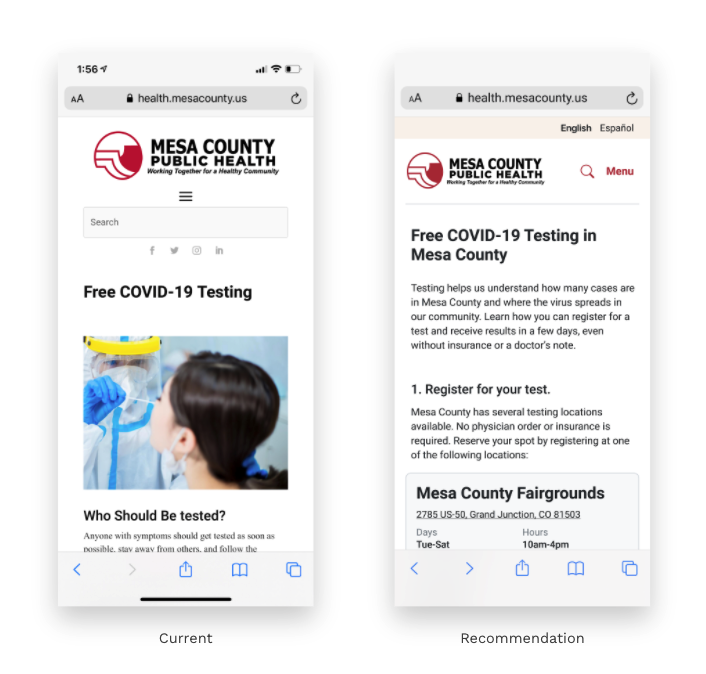 1:56
AA health.mesacounty.us
MESA COUNTY
PUBLIC HEALTH
Working Together for a Healthy Community
Search
Free COVID-19 Testing
Who Should Be tested?
Anyone with symptoms should get tested as soon as
possible, stay away from others, and follow the
Current
AA health.mesacounty.us
English Español
MESA COUNTY
PUBLIC HEALTH
Working Together for a Healthy Community
Menu
Free COVID-19 Testing in
Mesa County
Testing helps us understand how many cases are
in Mesa County and where the virus spreads in
our community. Learn how you can register for a
test and receive results in a few days, even
without insurance or a doctor's note.
1. Register for your test.
Mesa County has several testing locations
available. No physician order or insurance is
required. Reserve your spot by registering at one
of the following locations:
Mesa County Fairgrounds
2785 US-50, Grand Junction, CO 81503
Days Hours
Tue-Sat 10am-4pm
Recommendation